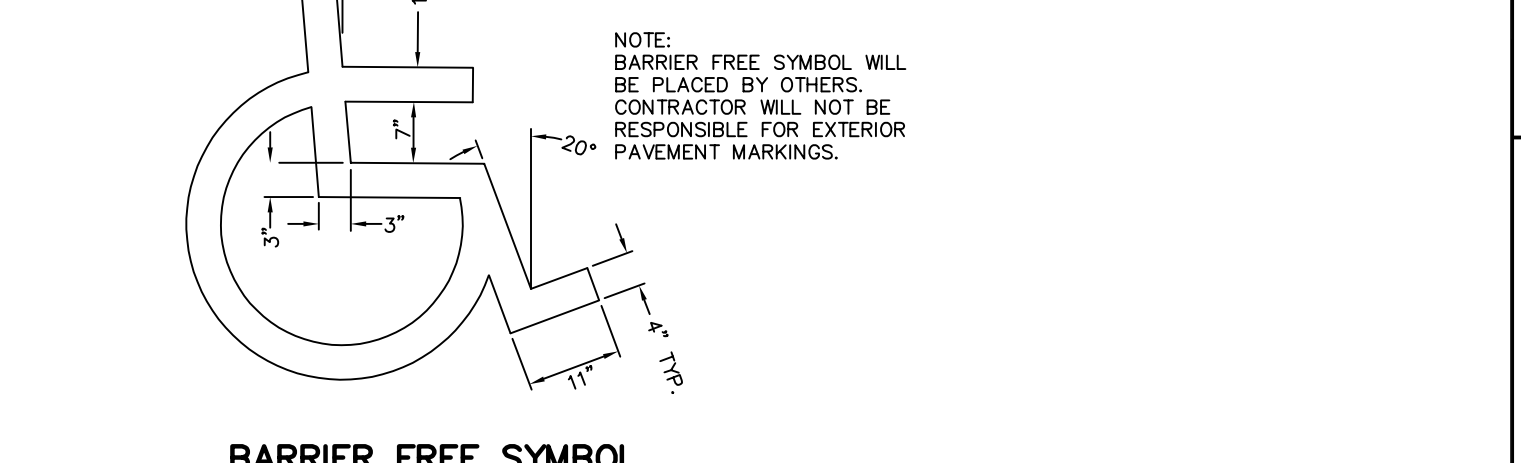 NOTE:
BARRIER FREE SYMBOL WILL
BE PLACED BY OTHERS.
CONTRACTOR WILL NOT BE
RESPONSIBLE FOR EXTERIOR
PAVEMENT MARKINGS.
7"
20°
3"
3"
4" TYP.
11"
BARRIER FREE SYMBOL